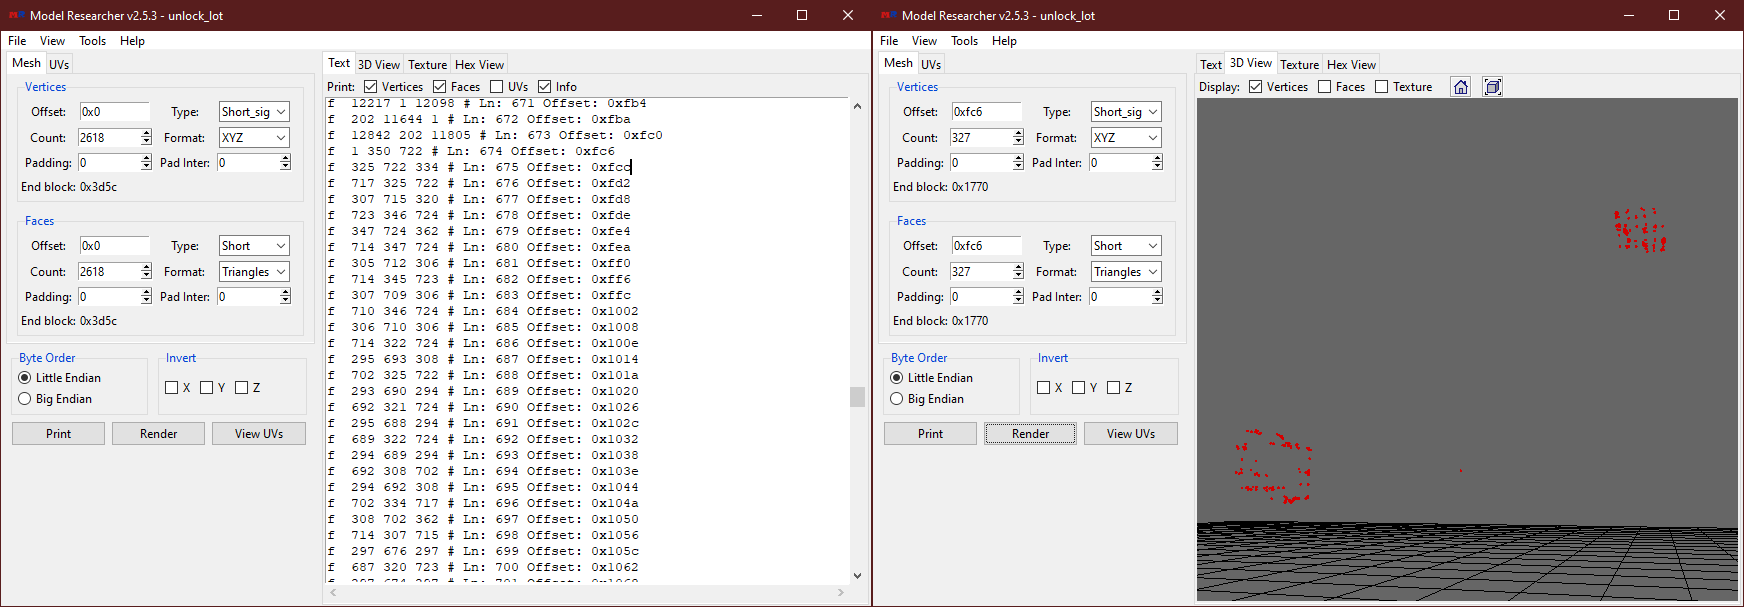 Model Researcher v2.5.3 - unlock_lot
File View Tools Help
Mesh UVs
Vertices
Offset: 0x0 Type: Short_sig
Count: 2618 Format: XYZ
Padding: 0 Pad Inter: 0
End block: 0x3d5c
Faces
Offset: 0x0 Type: Short
Count: 2618 Format: Triangles
Padding: 0 Pad Inter: 0
End block: 0x3d5c
Byte Order
Little Endian
Big Endian
Invert
X Y Z
Print Render View UVs
Text 3D View Texture Hex View
Print: Vertices Faces UVs Info
f 12217 1 12098 # Ln: 671 Offset: 0xfb4
f 202 11644 1 # Ln: 672 Offset: 0xfba
f 12842 202 11805 # Ln: 673 Offset: 0xfc0
f 1 350 722 # Ln: 674 Offset: 0xfc6
f 325 722 334 # Ln: 675 Offset: 0xfcc
f 717 325 722 # Ln: 676 Offset: 0xfd2
f 307 715 320 # Ln: 677 Offset: 0xfd8
f 723 346 724 # Ln: 678 Offset: 0xfde
f 347 724 362 # Ln: 679 Offset: 0xfe4
f 714 347 724 # Ln: 680 Offset: 0xfea
f 305 712 306 # Ln: 681 Offset: 0xff0
f 714 345 723 # Ln: 682 Offset: 0xff6
f 307 709 306 # Ln: 683 Offset: 0xffc
f 710 346 724 # Ln: 684 Offset: 0x1002
f 306 710 306 # Ln: 685 Offset: 0x1008
f 714 322 724 # Ln: 686 Offset: 0x100e
f 295 693 308 # Ln: 687 Offset: 0x1014
f 702 325 722 # Ln: 688 Offset: 0x101a
f 293 690 294 # Ln: 689 Offset: 0x1020
f 692 321 724 # Ln: 690 Offset: 0x1026
f 295 688 294 # Ln: 691 Offset: 0x102c
f 689 322 724 # Ln: 692 Offset: 0x1032
f 294 689 294 # Ln: 693 Offset: 0x1038
f 692 308 702 # Ln: 694 Offset: 0x103e
f 294 692 308 # Ln: 695 Offset: 0x1044
f 702 334 717 # Ln: 696 Offset: 0x104a
f 308 702 362 # Ln: 697 Offset: 0x1050
f 714 307 715 # Ln: 698 Offset: 0x1056
f 297 676 297 # Ln: 699 Offset: 0x105c
f 687 320 723 # Ln: 700 Offset: 0x1062
Model Researcher v2.5.3 - unlock_lot
File View Tools Help
Mesh UVs
Vertices
Offset: 0xfc6 Type: Short_sig
Count: 327 Format: XYZ
Padding: 0 Pad Inter: 0
End block: 0x1770
Faces
Offset: 0xfc6 Type: Short
Count: 327 Format: Triangles
Padding: 0 Pad Inter: 0
End block: 0x1770
Byte Order
Little Endian
Big Endian
Invert
X Y Z
Print Render View UVs
Text 3D View Texture Hex View
Display: Vertices Faces Texture